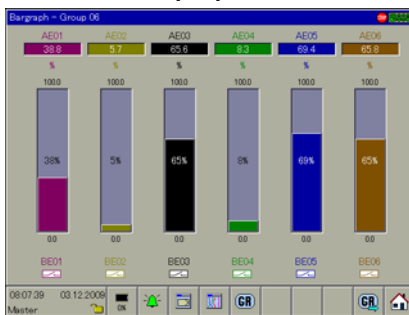 Bargraph - Group 06
AE01 AE02 AE03 AE04 AE05 AE06
38.8 5.7 65.6 8.3 69.4 65.8
% % % % % %
100.0 100.0 100.0 100.0 100.0 100.0
38% 5% 65% 8% 69% 65%
0.0 0.0 0.0 0.0 0.0 0.0
BE01 BE02 BE03 BE04 BE05 BE06
08:07:39 03.12.2009
Master 0% GR GR